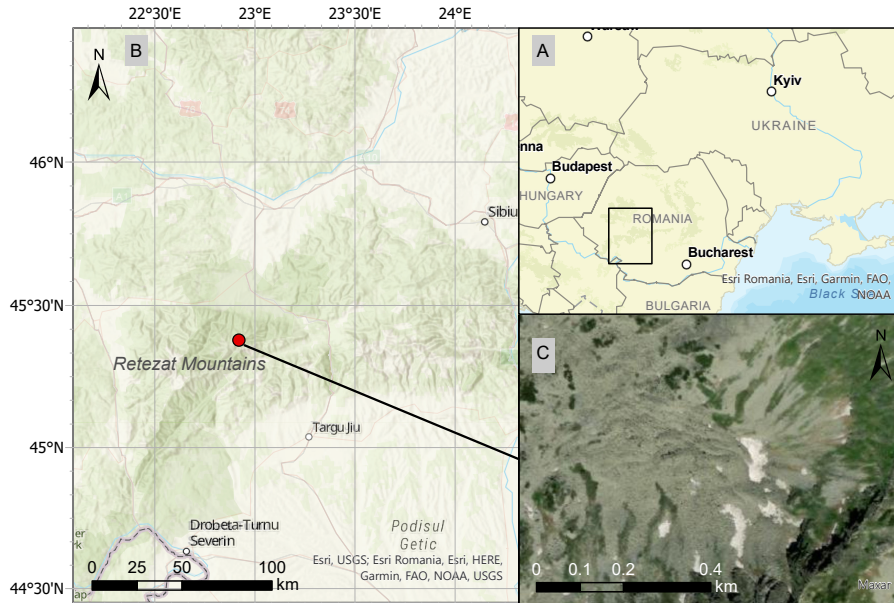 22°30'E 23°E 23°30'E 24°E
B
N
46°N
Sibiu
45°30'N
Retezat Mountains
Targu Jiu
45°N
Drobeta-Turnu
Severin
Podisul
Getic
Esri, USGS; Esri Romania, Esri, HERE,
Garmin, FAO, NOAA, USGS
0 25 50 100
km
44°30'N
A
Kyiv
UKRAINE
nna
Budapest
HUNGARY
ROMANIA
Bucharest
Esri Romania, Esri, Garmin, FAO,
NOAA
Black
BULGARIA
C
N
0 0.1 0.2 0.4
km
Maxar